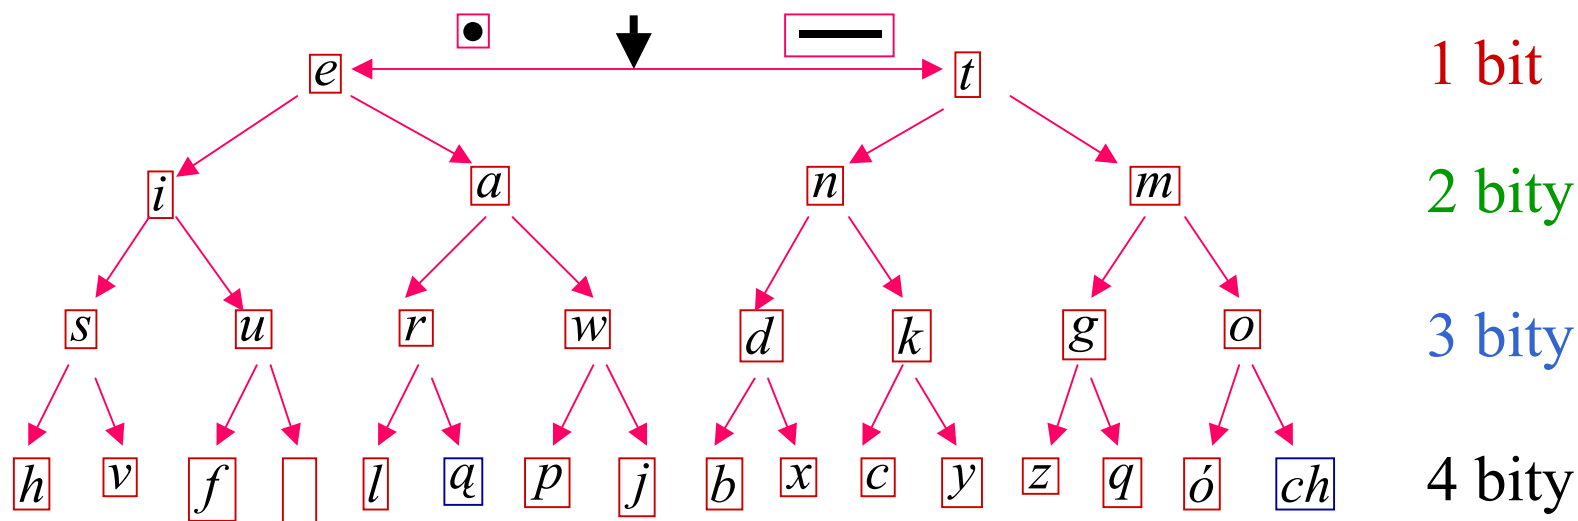 e t 1 bit
i a n m 2 bity
s u r w d k g o 3 bity
h v f l ą p j b x c y z q ó ch 4 bity